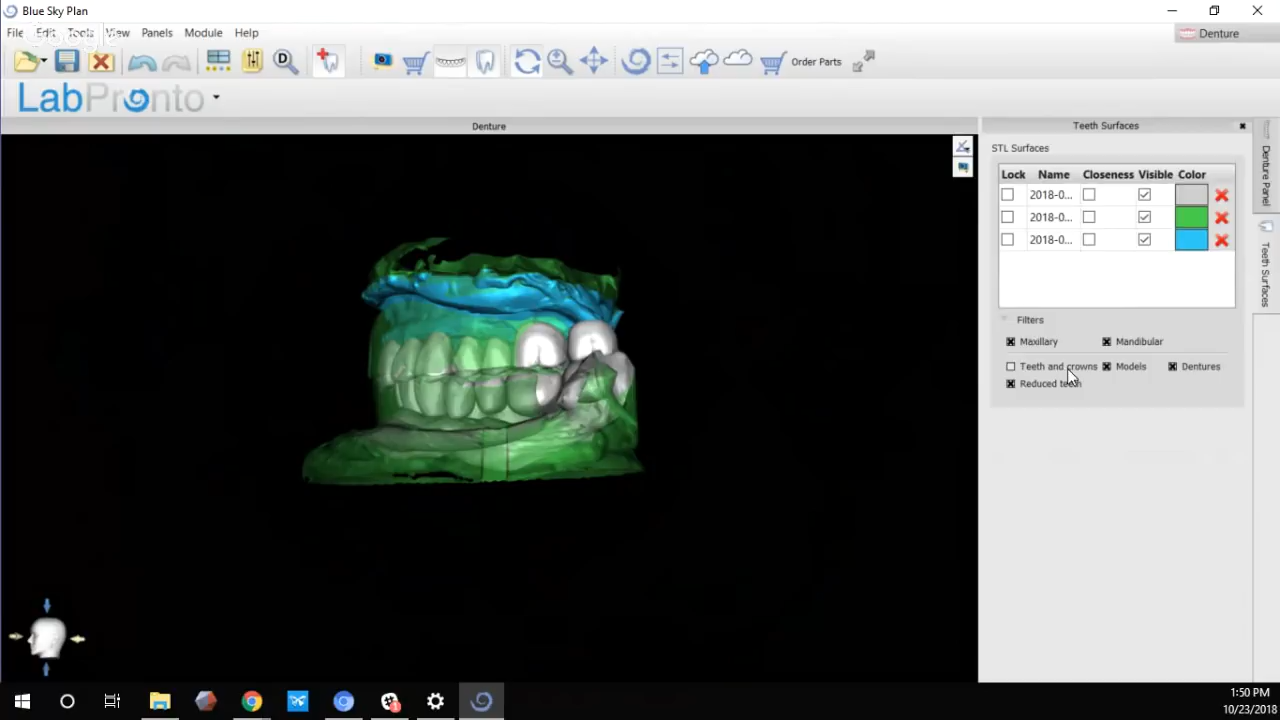 Blue Sky Plan
File Edit Tools View Panels Module Help
Google
Denture
D
Order Parts
LabPronto
Denture
Teeth Surfaces
STL Surfaces
Lock Name Closeness Visible Color
2018-0...
2018-0...
2018-0...
Filters
Maxillary Mandibular
Teeth and crowns Models Dentures
Reduced teeth
Denture Panel
Teeth Surfaces
1:50 PM
10/23/2018